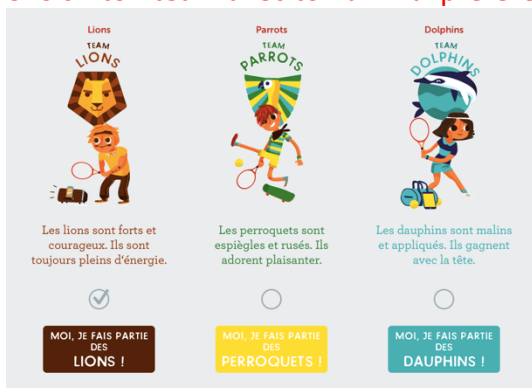 Lions
TEAM
LIONS
Les lions sont forts et
courageux. Ils sont
toujours pleins d'énergie.
MOI, JE FAIS PARTIE
DES
LIONS !
Parrots
TEAM
PARROTS
Les perroquets sont
espiègles et rusés. Ils
adorent plaisanter.
MOI, JE FAIS PARTIE
DES
PERROQUETS !
Dolphins
TEAM
DOLPHINS
Les dauphins sont malins
et appliqués. Ils gagnent
avec la tête.
MOI, JE FAIS PARTIE
DES
DAUPHINS !